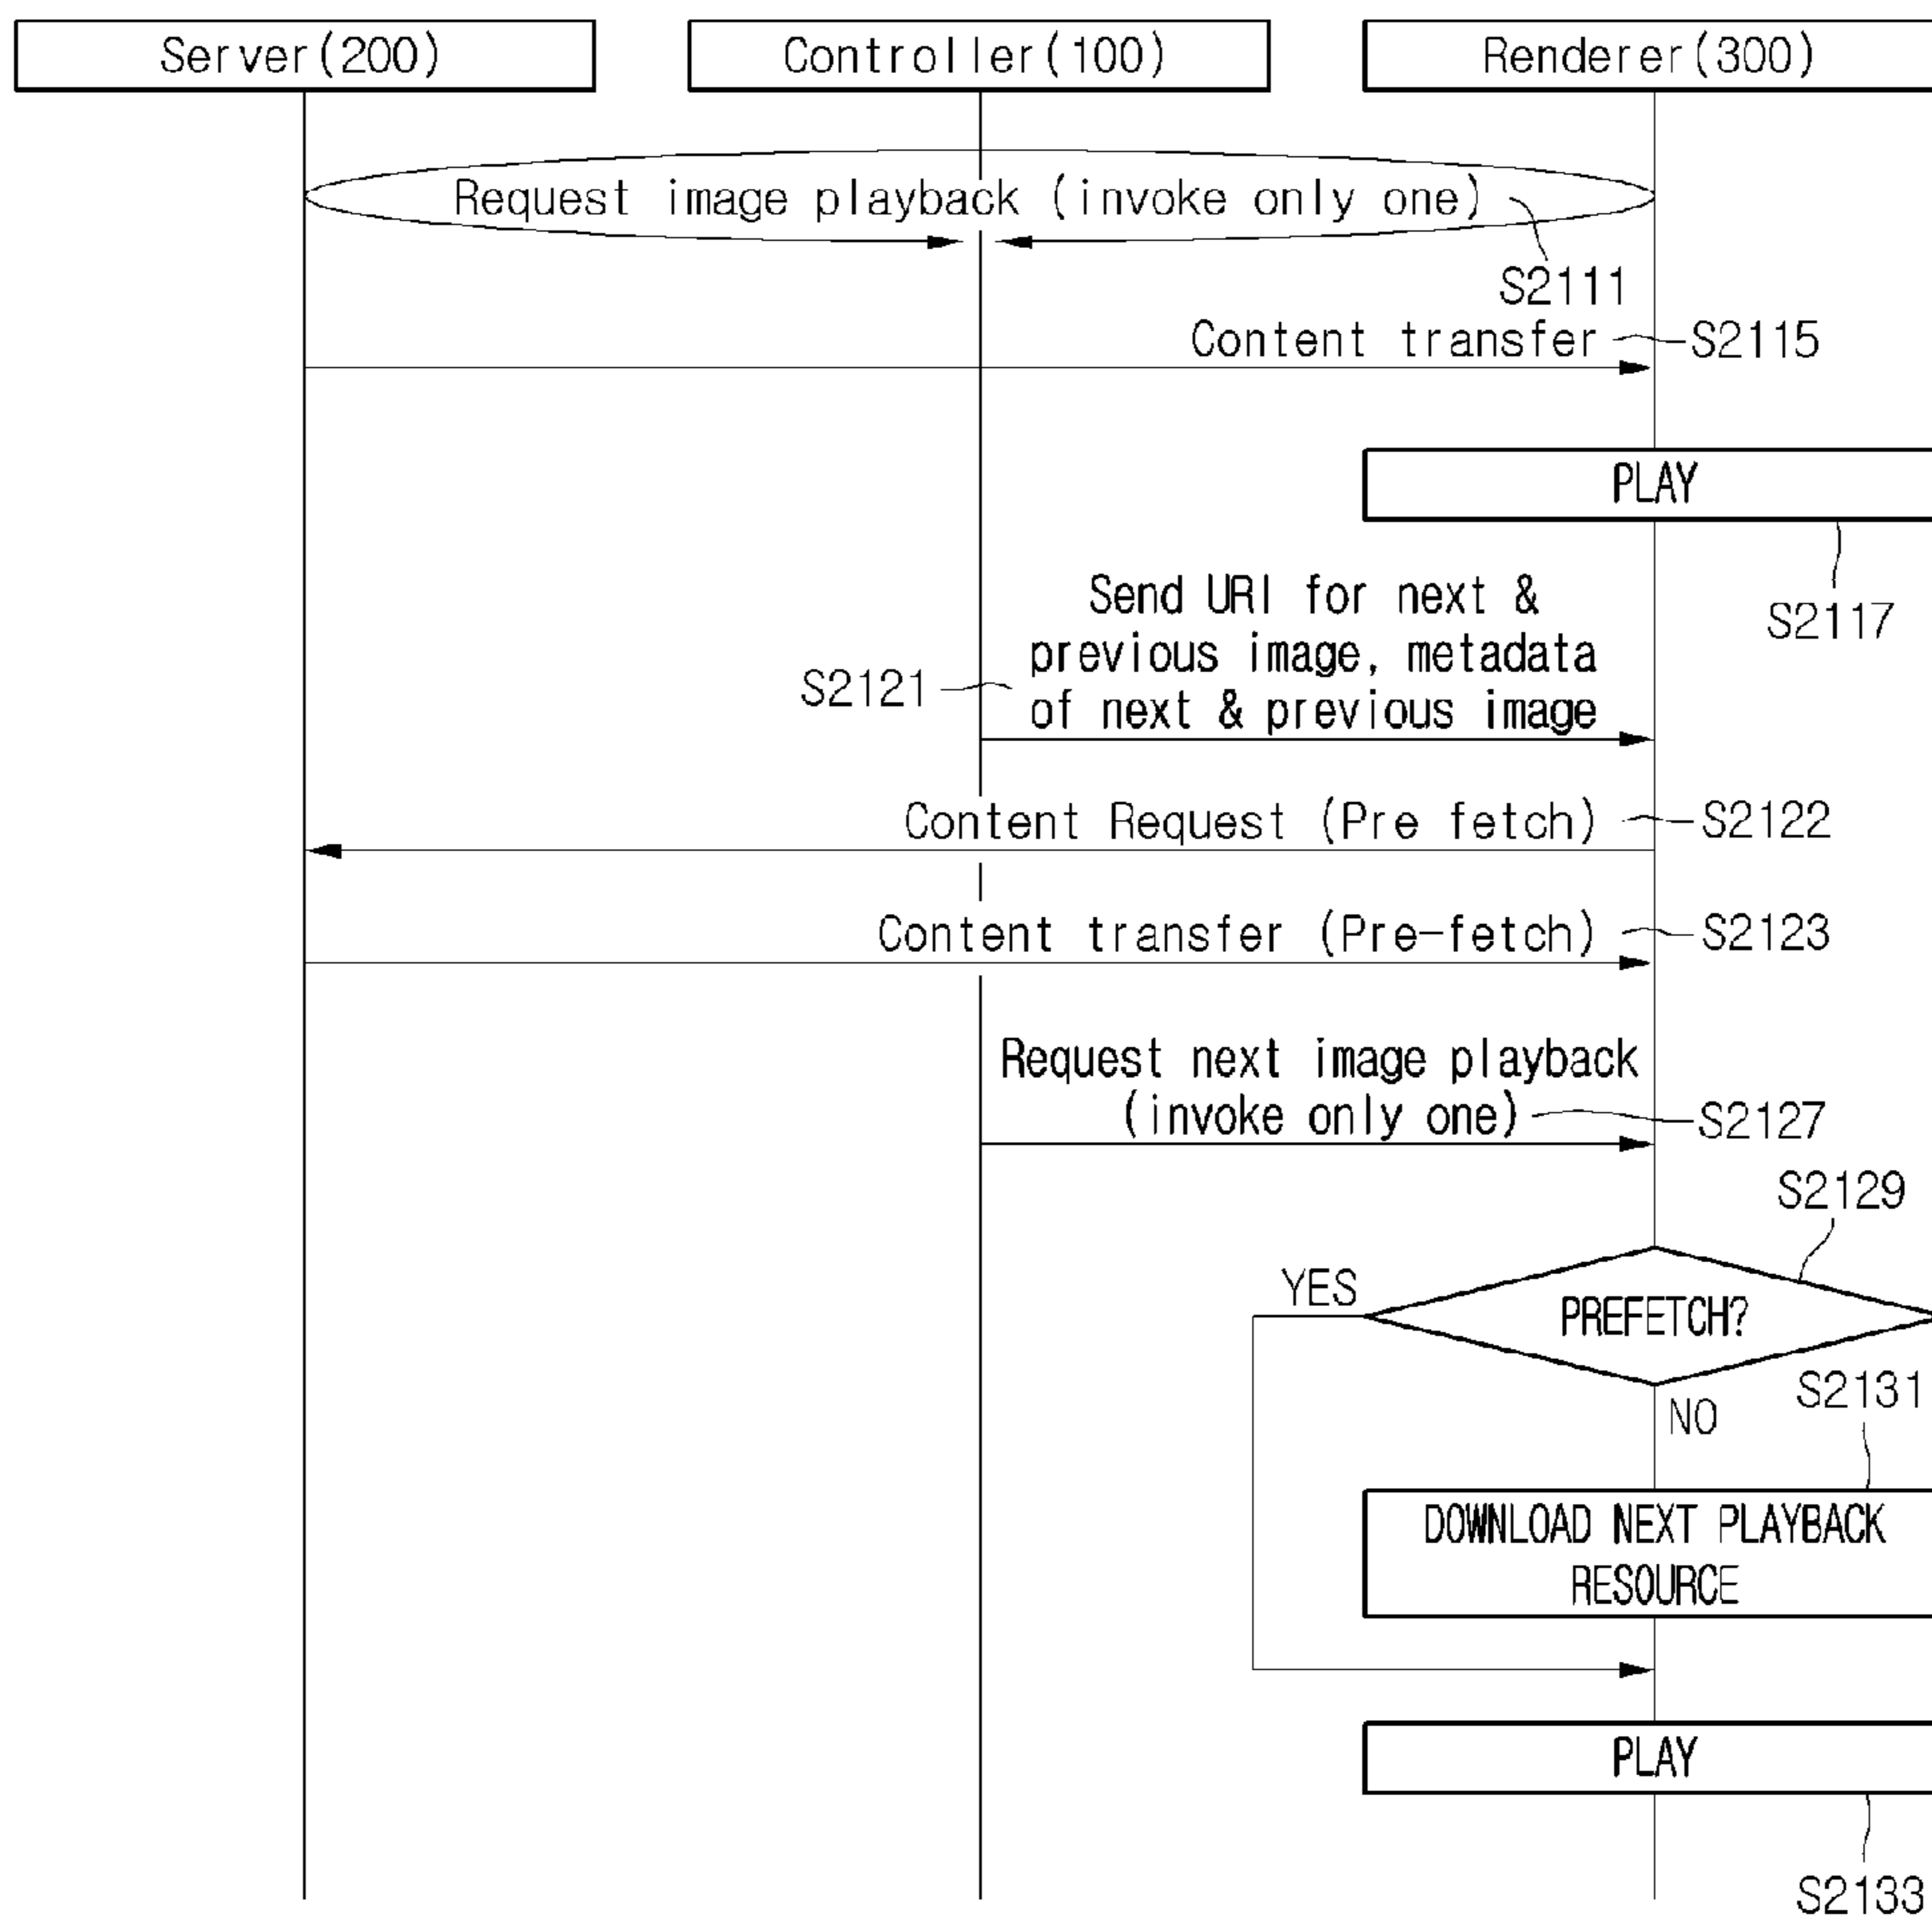 Server(200)
Controller(100)
Renderer(300)
Request image playback (invoke only one)
S2111
Content transfer
S2115
PLAY
S2117
Send URI for next &
previous image, metadata
of next & previous image
S2121
Content Request (Pre fetch)
S2122
Content transfer (Pre-fetch)
S2123
Request next image playback
(invoke only one)
S2127
S2129
YES
PREFETCH?
S2131
NO
DOWNLOAD NEXT PLAYBACK
RESOURCE
PLAY
S2133